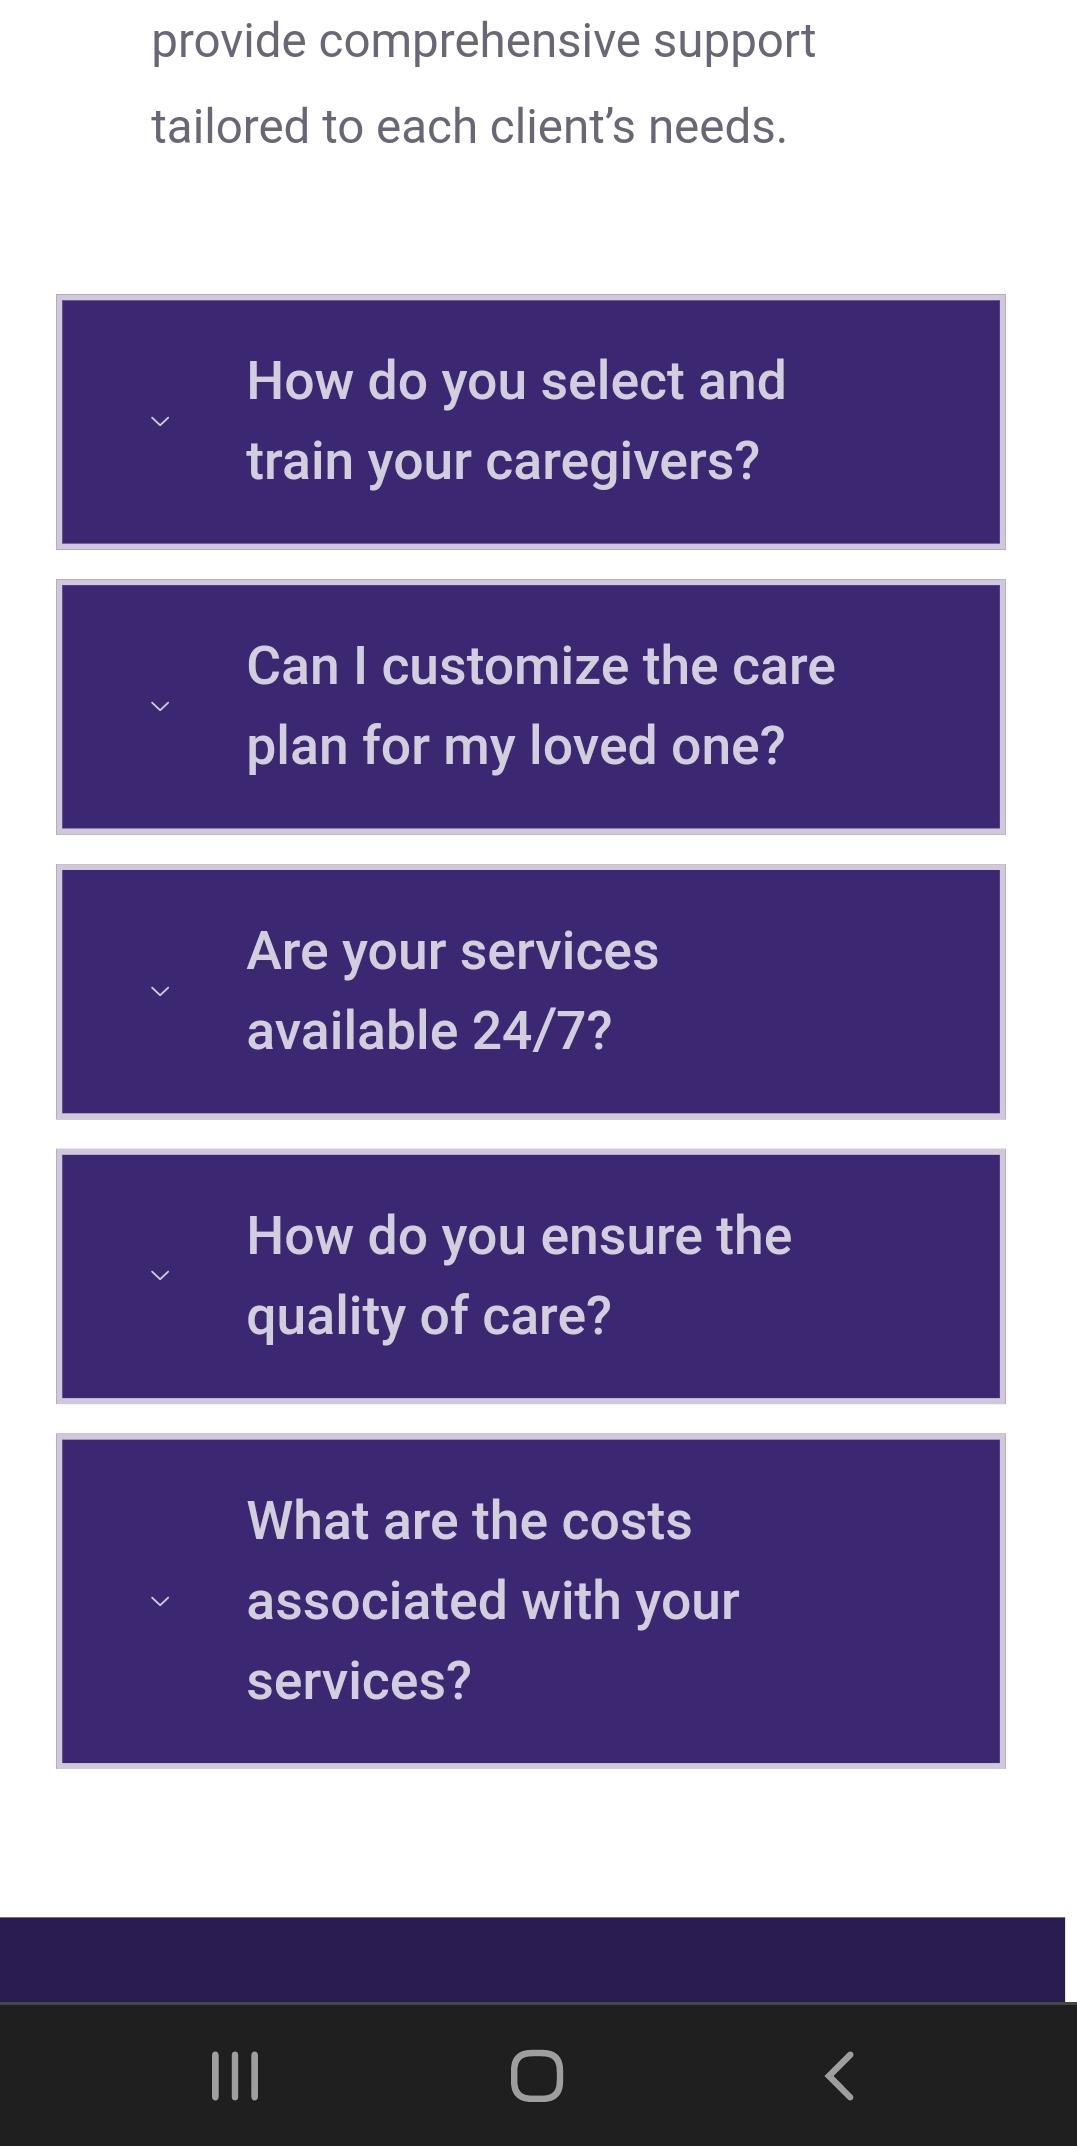 provide comprehensive support
tailored to each client’s needs.
How do you select and
train your caregivers?
Can I customize the care
plan for my loved one?
Are your services
available 24/7?
How do you ensure the
quality of care?
What are the costs
associated with your
services?